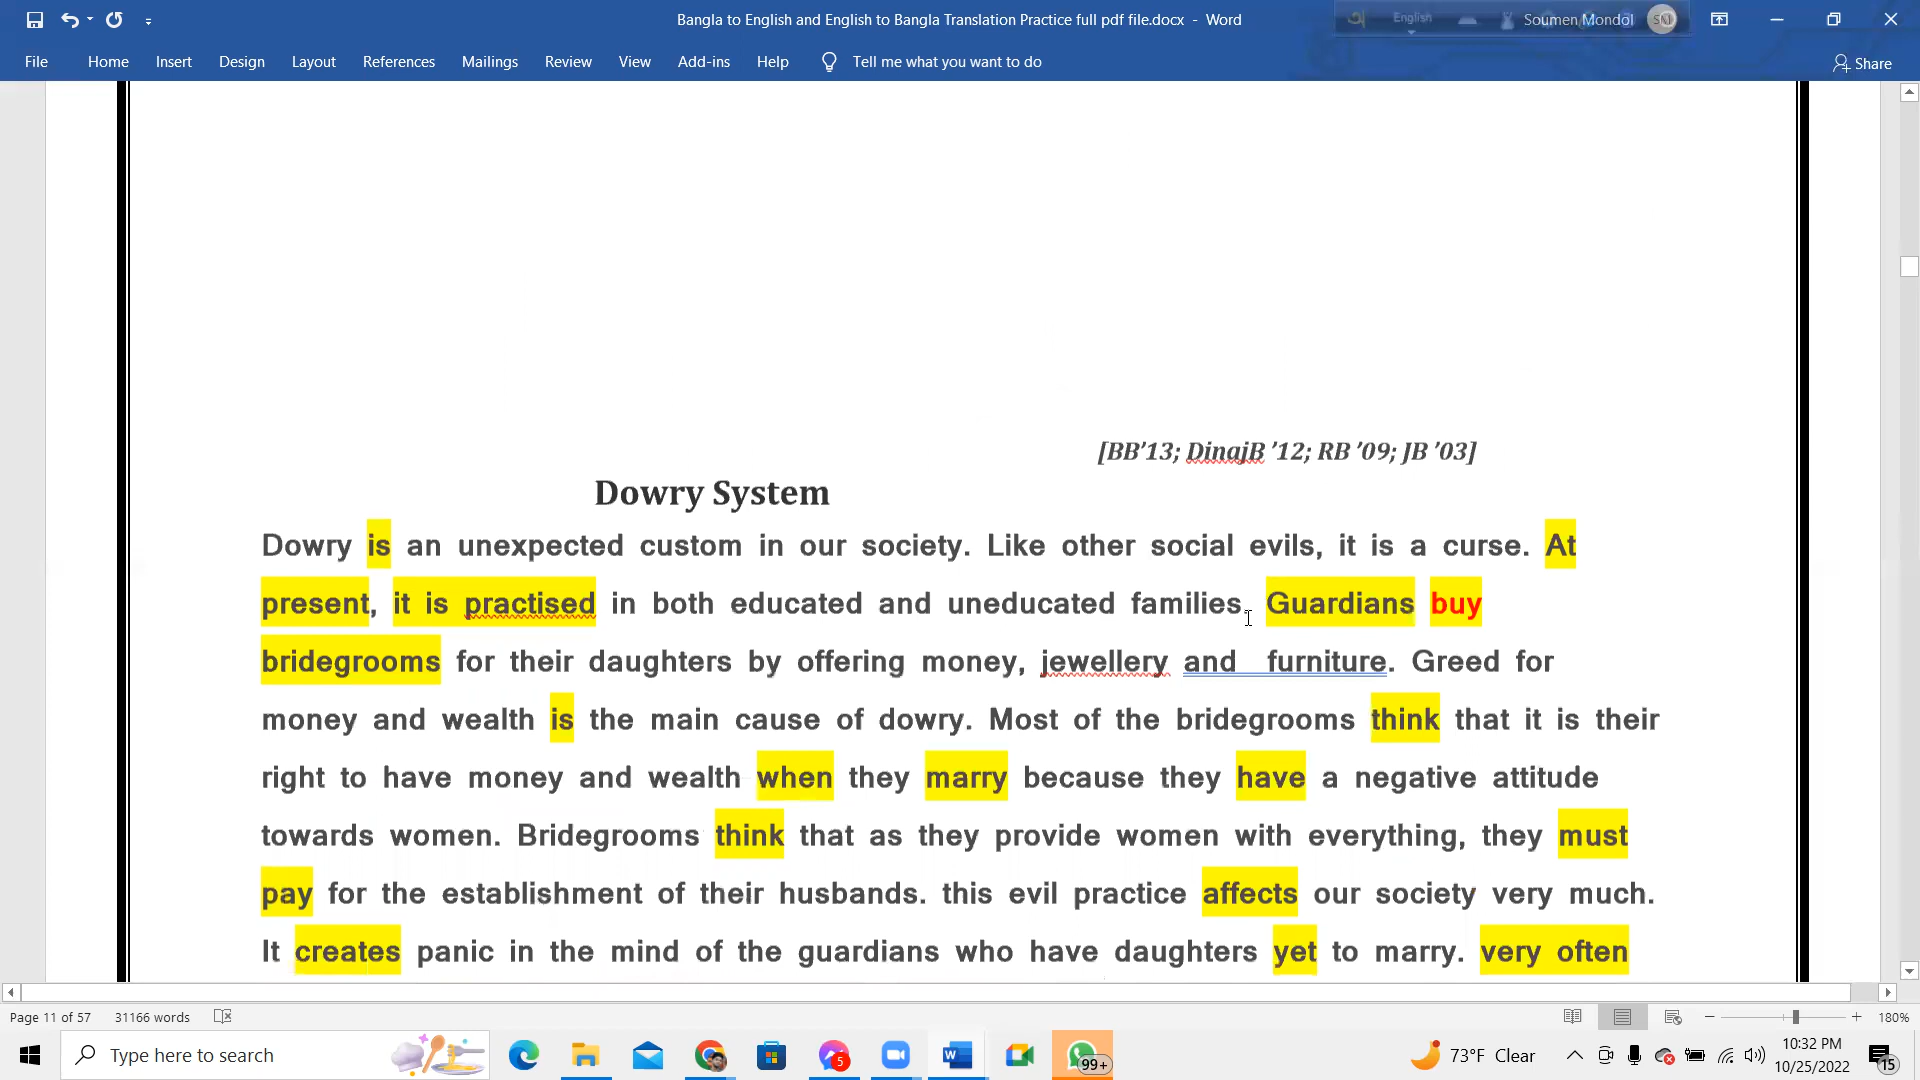 Bangla to English and English to Bangla Translation Practice full pdf file.docx - Word
English
Soumen Mondol
SM
File Home Insert Design Layout References Mailings Review View Add-ins Help Tell me what you want to do
Share
[BB’13; DinajB ’12; RB ’09; JB ’03]
Dowry System
Dowry is an unexpected custom in our society. Like other social evils, it is a curse. At
present, it is practised in both educated and uneducated families. Guardians buy
bridegrooms for their daughters by offering money, jewellery and furniture. Greed for
money and wealth is the main cause of dowry. Most of the bridegrooms think that it is their
right to have money and wealth when they marry because they have a negative attitude
towards women. Bridegrooms think that as they provide women with everything, they must
pay for the establishment of their husbands. this evil practice affects our society very much.
It creates panic in the mind of the guardians who have daughters yet to marry. very often
Page 11 of 57 31166 words
180%
Type here to search
5
99+
73°F Clear
10:32 PM
10/25/2022
15